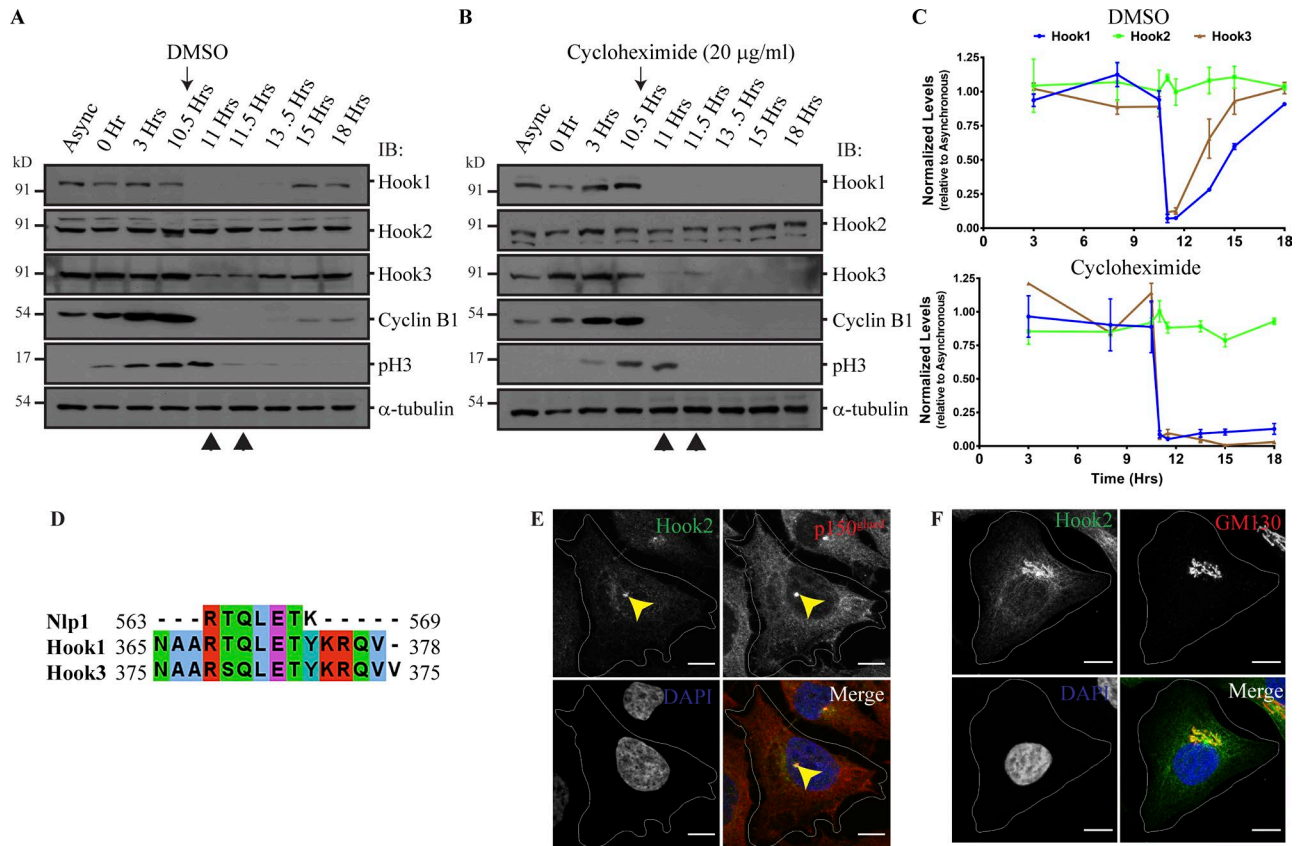 A
DMSO
Async
0 Hr
3 Hrs
10.5 Hrs
11 Hrs
11.5 Hrs
13 .5 Hrs
15 Hrs
18 Hrs
kD
IB:
91
Hook1
91
Hook2
91
Hook3
54
Cyclin B1
17
pH3
54
α-tubulin
B
Cycloheximide (20 μg/ml)
Async
0 Hr
3 Hrs
10.5 Hrs
11 Hrs
11.5 Hrs
13 .5 Hrs
15 Hrs
18 Hrs
kD
IB:
91
Hook1
91
Hook2
91
Hook3
54
Cyclin B1
17
pH3
54
α-tubulin
C
DMSO
Hook1 Hook2 Hook3
Normalized Levels
(relative to Asynchronous)
1.25
1.00
0.75
0.50
0.25
0.00
0 3 6 9 12 15 18
Cycloheximide
Normalized Levels
(relative to Asynchronous)
1.25
1.00
0.75
0.50
0.25
0.00
0 3 6 9 12 15 18
Time (Hrs)
D
Nlp1 563 - - - R T Q L E T K - - - - - 569
Hook1 365 N A A R T Q L E T Y K R Q V - 378
Hook3 375 N A A R S Q L E T Y K R Q V V 375
E
Hook2
p150glued
DAPI
Merge
F
Hook2
GM130
DAPI
Merge